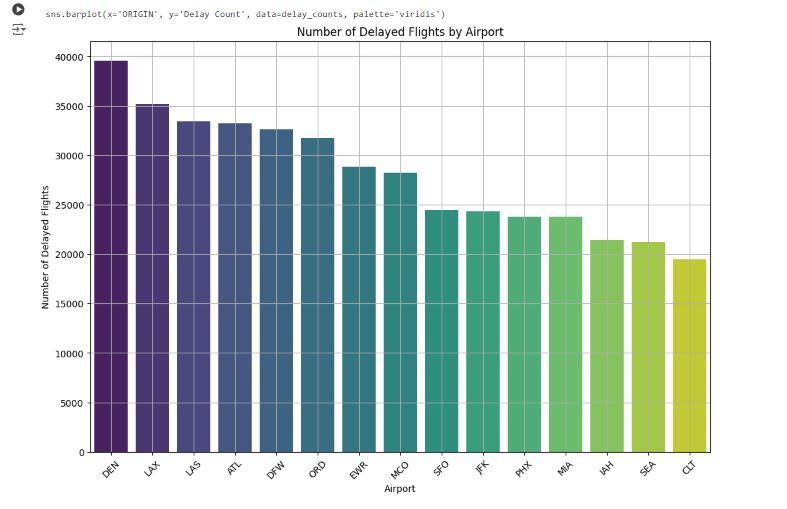 sns.barplot(x='ORIGIN', y='Delay Count', data=delay_counts, palette='viridis')
Number of Delayed Flights by Airport
40000
35000
30000
25000
20000
15000
10000
5000
0
Number of Delayed Flights
DEN
LAX
LAS
ATL
DFW
ORD
EWR
MCO
SFO
JFK
PHX
MIA
IAH
SEA
CLT
Airport